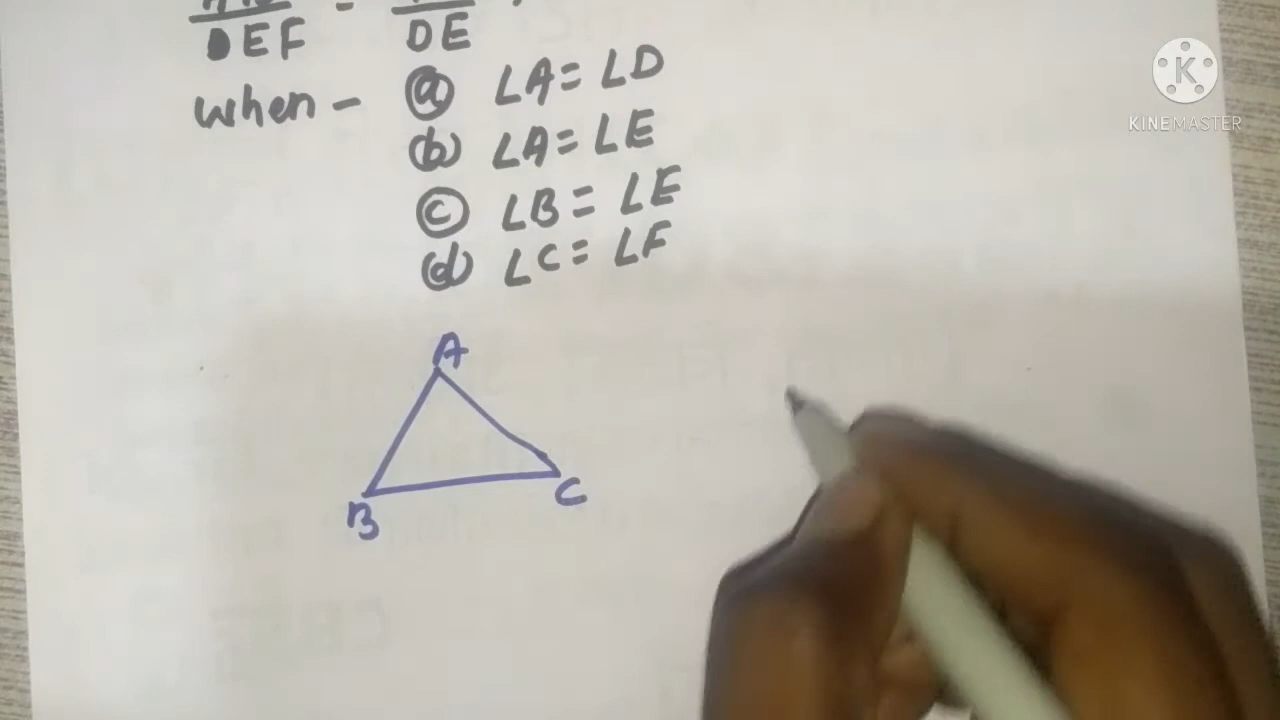 DEF - DE
when - (a) ∠A = ∠D
(b) ∠A = ∠E
(c) ∠B = ∠E
(d) ∠C = ∠F
A
B C
K
KINEMASTER